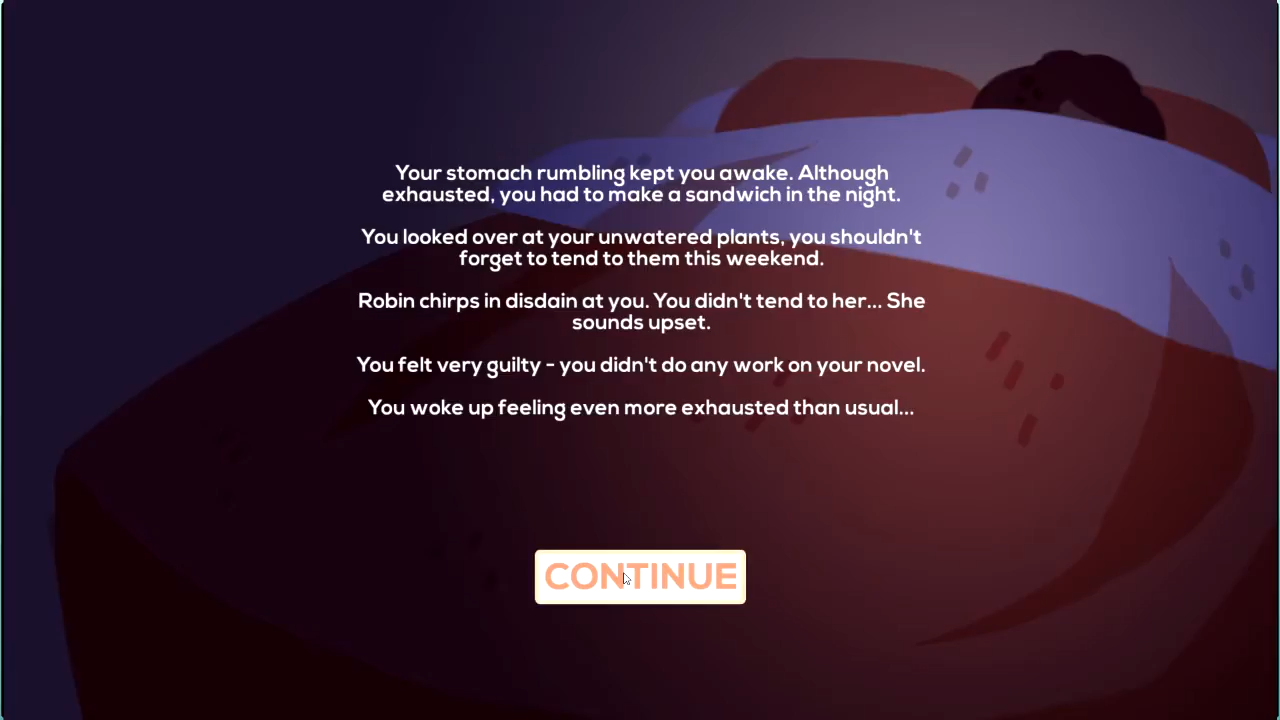 Your stomach rumbling kept you awake. Although
exhausted, you had to make a sandwich in the night.
You looked over at your unwatered plants, you shouldn't
forget to tend to them this weekend.
Robin chirps in disdain at you. You didn't tend to her... She
sounds upset.
You felt very guilty - you didn't do any work on your novel.
You woke up feeling even more exhausted than usual...
CONTINUE